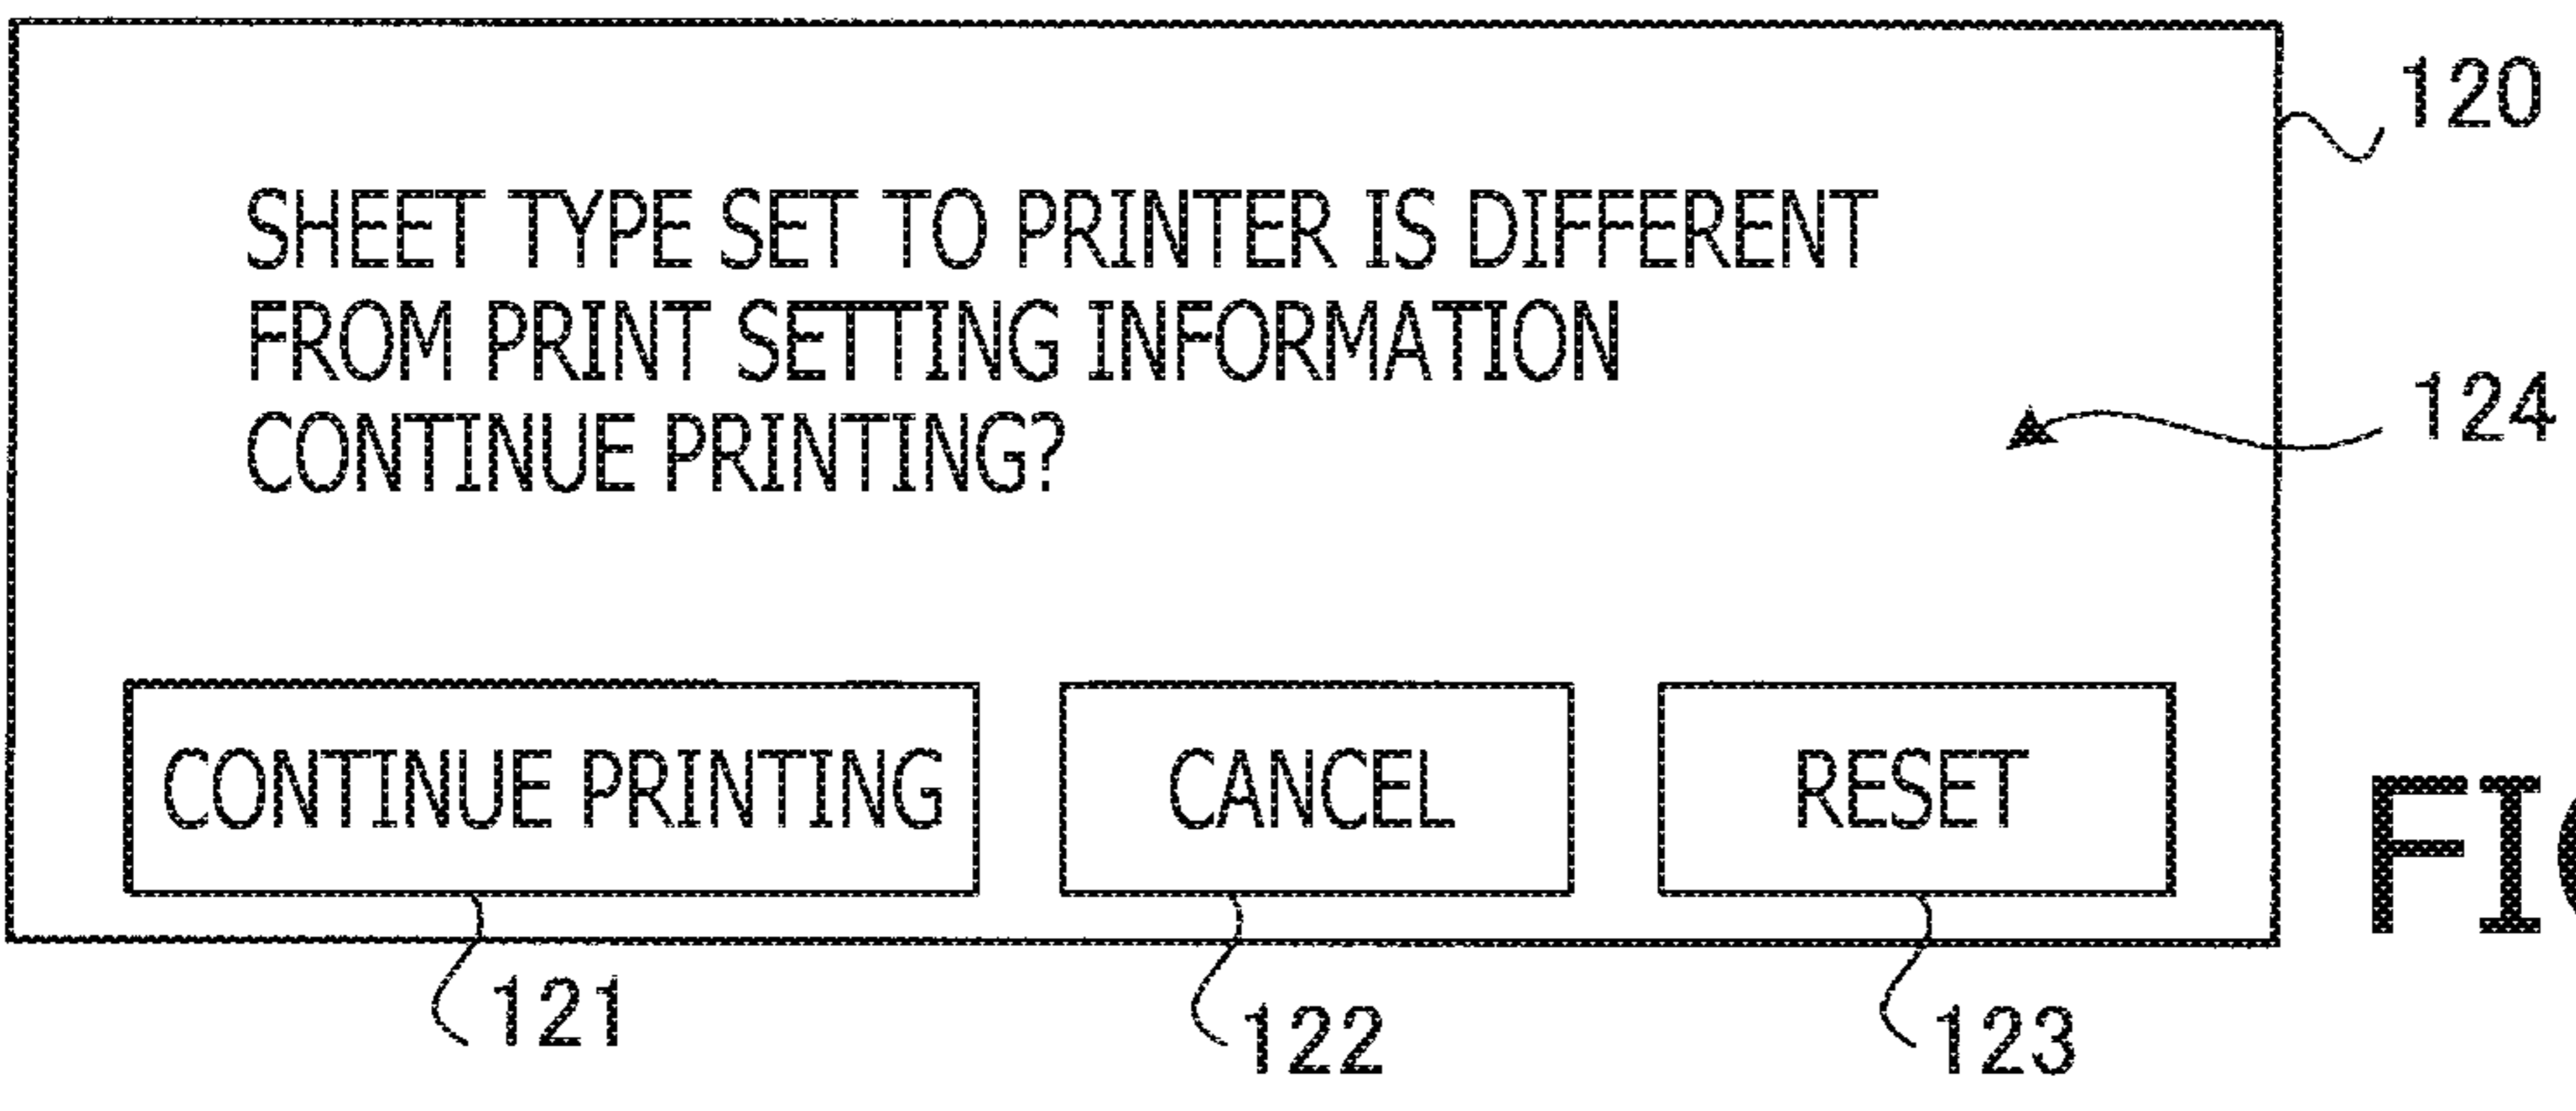 120
SHEET TYPE SET TO PRINTER IS DIFFERENT
FROM PRINT SETTING INFORMATION
CONTINUE PRINTING?
124
CONTINUE PRINTING
CANCEL
RESET
121
122
123